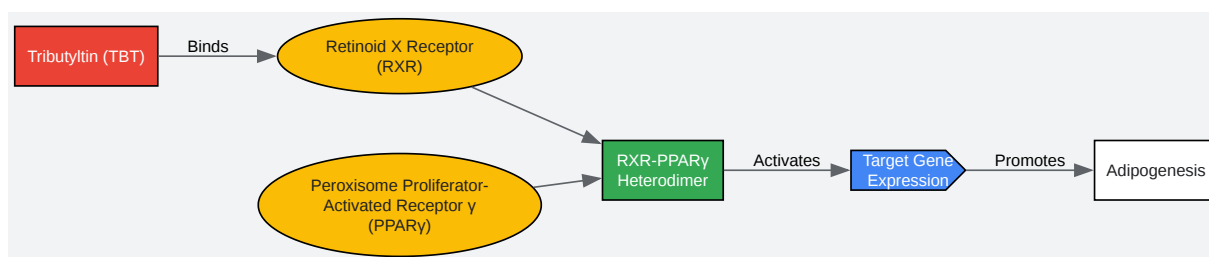 Tributyltin (TBT)
Binds
Retinoid X Receptor
(RXR)
Peroxisome Proliferator-
Activated Receptor γ
(PPARγ)
RXR-PPARγ
Heterodimer
Activates
Target Gene
Expression
Promotes
Adipogenesis